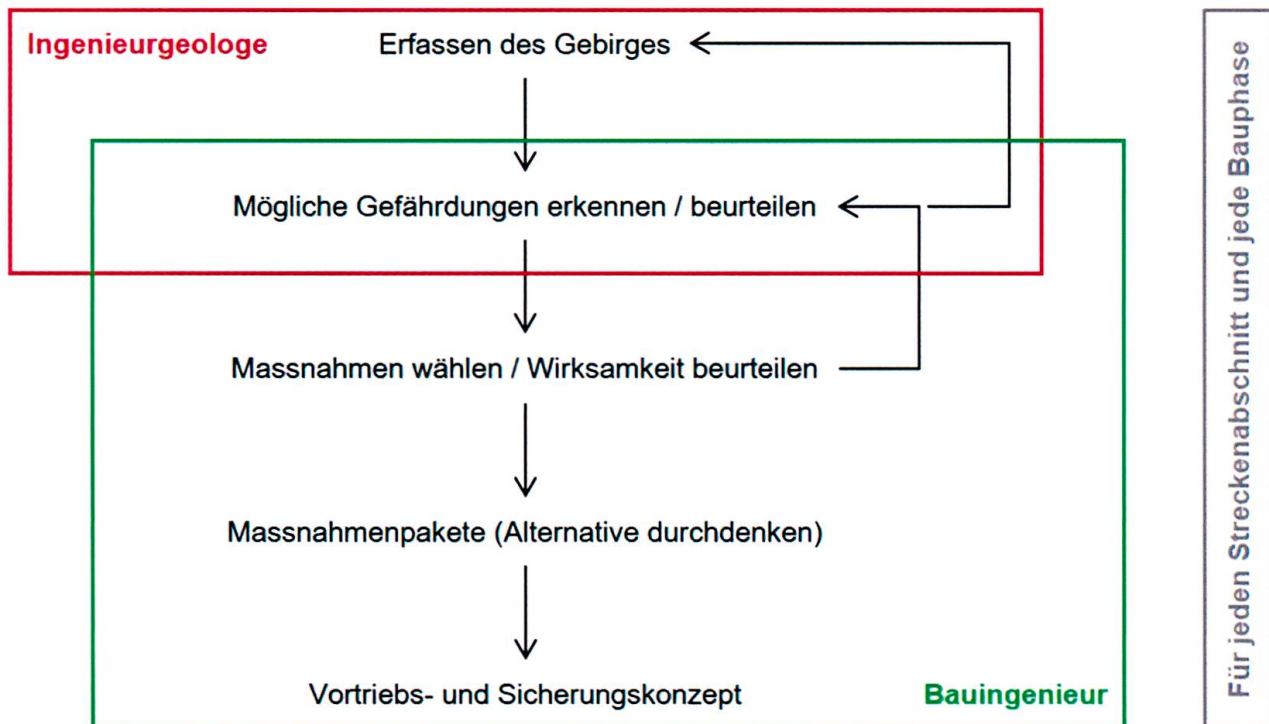 Ingenieurgeologe
Erfassen des Gebirges
Mögliche Gefährdungen erkennen / beurteilen
Massnahmen wählen / Wirksamkeit beurteilen
Massnahmenpakete (Alternative durchdenken)
Vortriebs- und Sicherungskonzept
Bauingenieur
Für jeden Streckenabschnitt und jede Bauphase